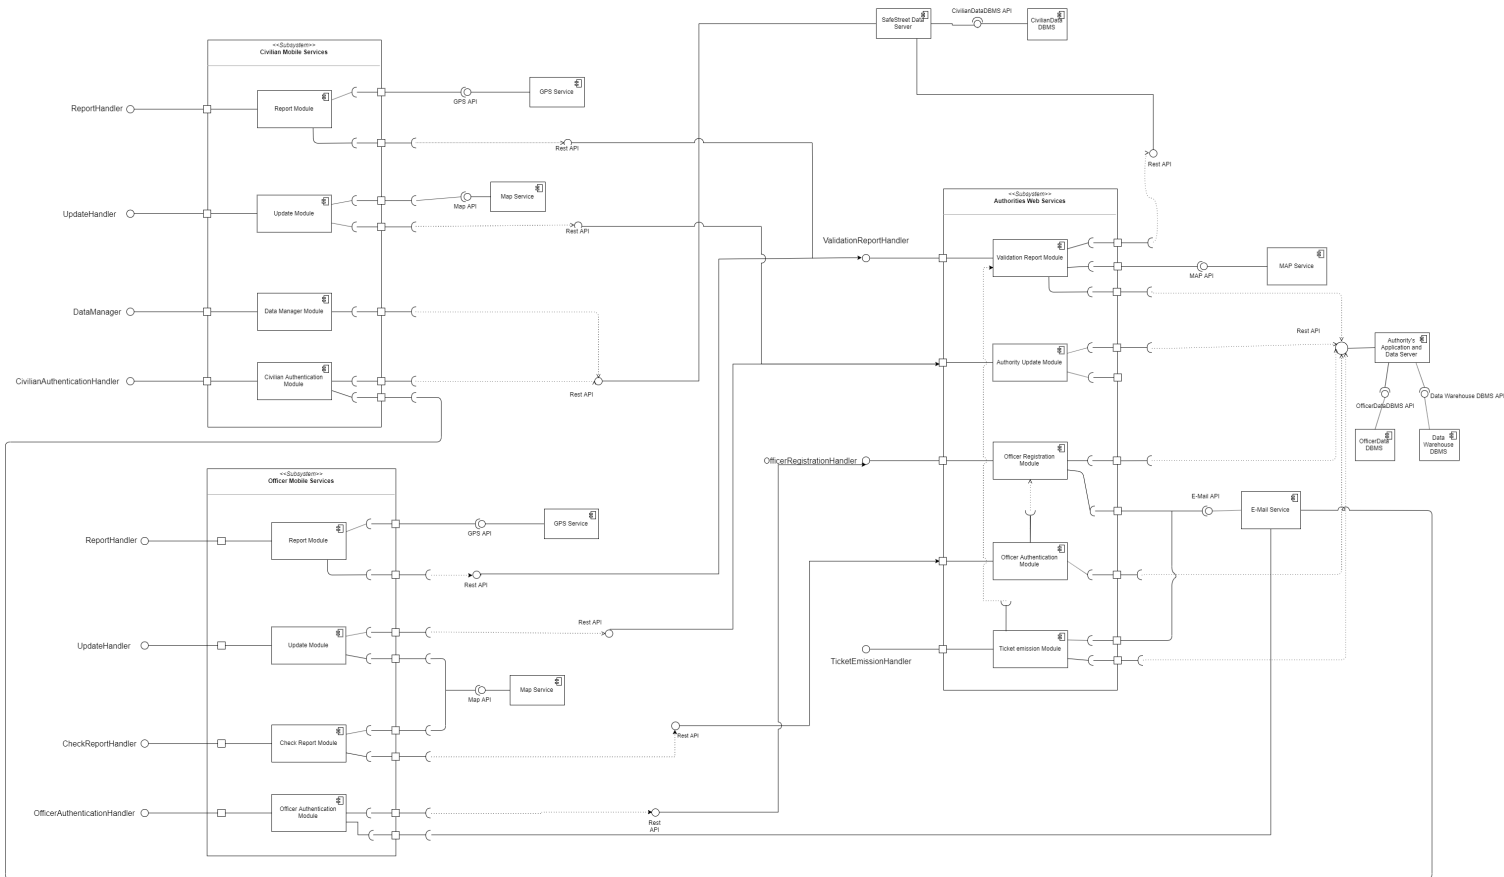 SafeStreet Data
Server
CivilianDataDBMS API
CivilianData
DBMS
<<Subsystem>>
Civilian Mobile Services
ReportHandler
Report Module
GPS API
GPS Service
Rest API
UpdateHandler
Update Module
Map API
Map Service
Rest API
DataManager
Data Manager Module
CivilianAuthenticationHandler
Civilian Authentication
Module
Rest API
Rest API
<<Subsystem>>
Authorities Web Services
ValidationReportHandler
Validation Report Module
MAP API
MAP Service
Rest API
Authority Update Module
Authority's
Application and
Data Server
OfficerDataDBMS API
Data Warehouse DBMS API
OfficerData
DBMS
Data
Warehouse
DBMS
OfficerRegistrationHandler
Officer Registration
Module
E-Mail API
E-Mail Service
Officer Authentication
Module
TicketEmissionHandler
Ticket emission Module
<<Subsystem>>
Officer Mobile Services
ReportHandler
Report Module
GPS API
GPS Service
Rest API
UpdateHandler
Update Module
Rest API
Map API
Map Service
CheckReportHandler
Check Report Module
Rest API
OfficerAuthenticationHandler
Officer Authentication
Module
Rest
API